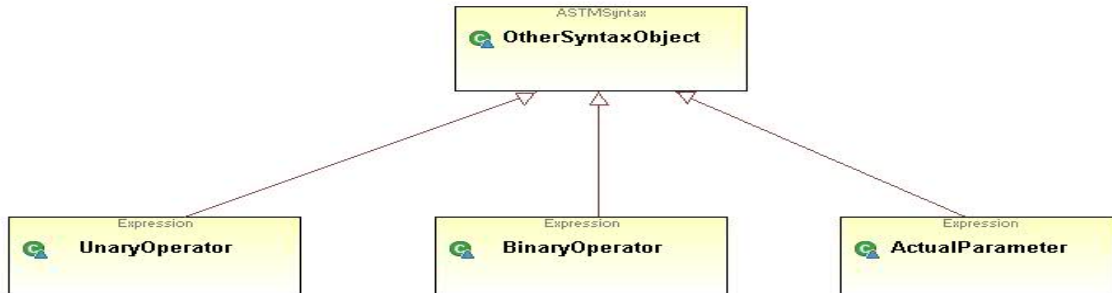 ASTMSyntax
OtherSyntaxObject
Expression
UnaryOperator
Expression
BinaryOperator
Expression
ActualParameter